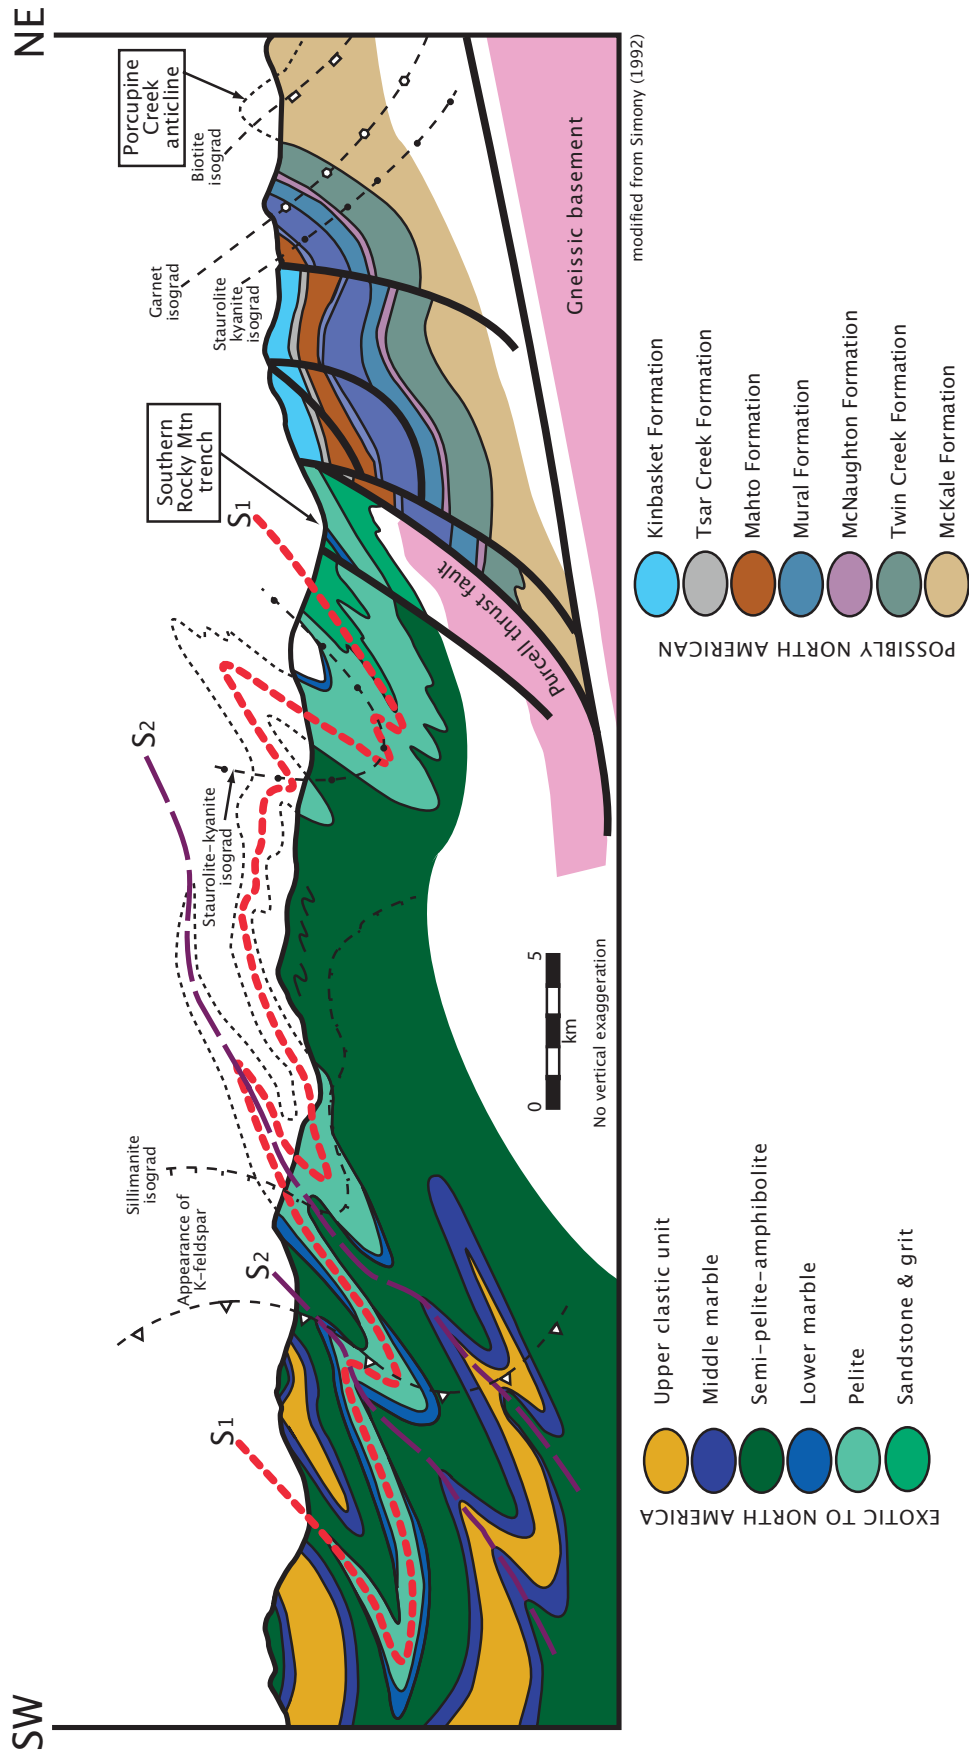 SW
NE
Porcupine
Creek
anticline
Biotite
isograd
Garnet
isograd
Staurolite
kyanite
isograd
Southern
Rocky Mtn
trench
S1
S2
Staurolite-kyanite
isograd
Sillimanite
isograd
Appearance of
K-feldspar
S2
S1
Purcell thrust fault
Gneissic basement
0
5
km
No vertical exaggeration
modified from Simony (1992)
EXOTIC TO NORTH AMERICA
Upper clastic unit
Middle marble
Semi-pelite-amphibolite
Lower marble
Pelite
Sandstone & grit
POSSIBLY NORTH AMERICAN
Kinbasket Formation
Tsar Creek Formation
Mahto Formation
Mural Formation
McNaughton Formation
Twin Creek Formation
McKale Formation